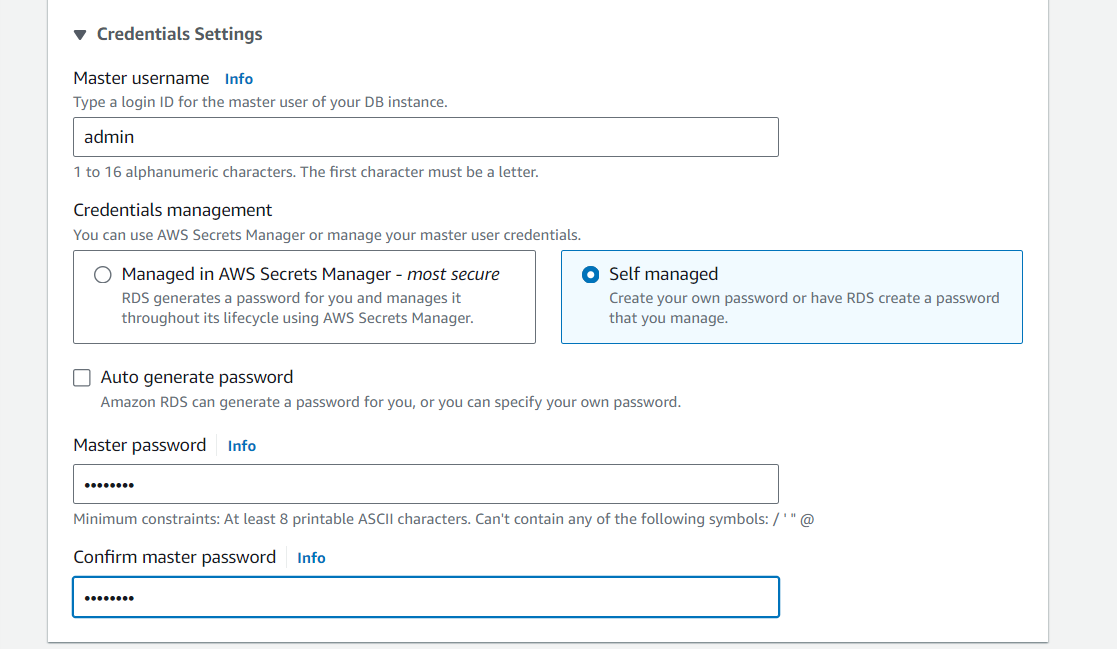 Credentials Settings
Master username Info
Type a login ID for the master user of your DB instance.
admin
1 to 16 alphanumeric characters. The first character must be a letter.
Credentials management
You can use AWS Secrets Manager or manage your master user credentials.
Managed in AWS Secrets Manager - most secure
RDS generates a password for you and manages it
throughout its lifecycle using AWS Secrets Manager.
Self managed
Create your own password or have RDS create a password
that you manage.
Auto generate password
Amazon RDS can generate a password for you, or you can specify your own password.
Master password Info
••••••••
Minimum constraints: At least 8 printable ASCII characters. Can't contain any of the following symbols: / ' " @
Confirm master password Info
••••••••